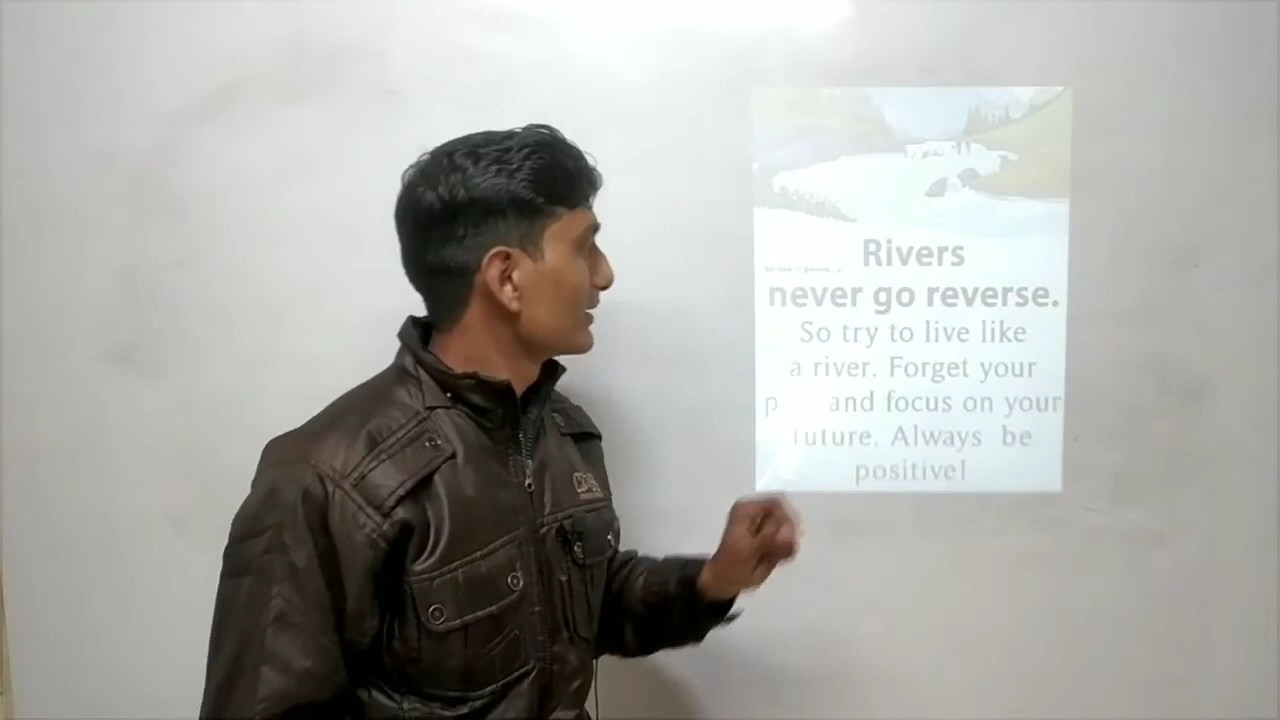 Rivers
never go reverse.
So try to live like
a river. Forget your
and focus on your
future. Always be
positive!